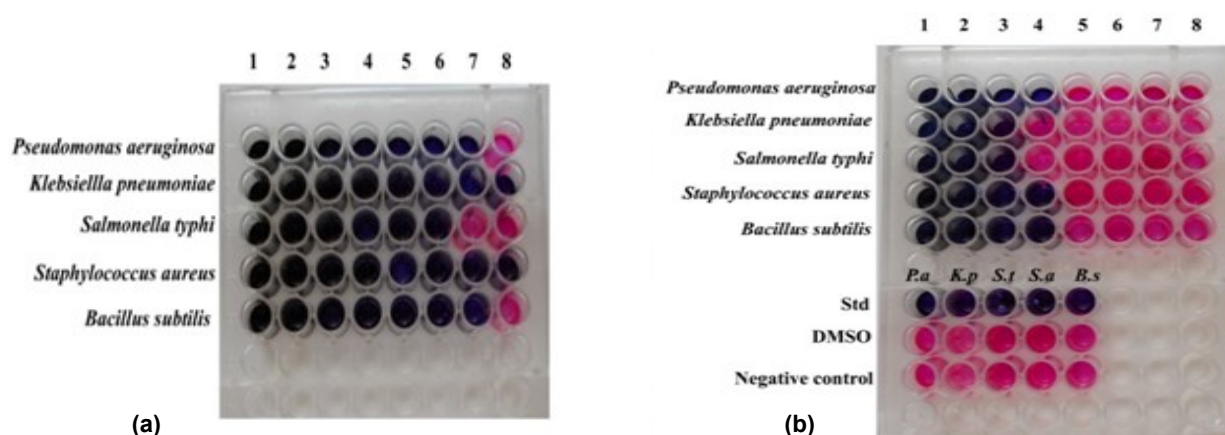 1 2 3 4 5 6 7 8
Pseudomonas aeruginosa
Klebsiellla pneumoniae
Salmonella typhi
Staphylococcus aureus
Bacillus subtilis
(a)
1 2 3 4 5 6 7 8
Pseudomonas aeruginosa
Klebsiella pneumoniae
Salmonella typhi
Staphylococcus aureus
Bacillus subtilis
P.a K.p S.t S.a B.s
Std
DMSO
Negative control
(b)